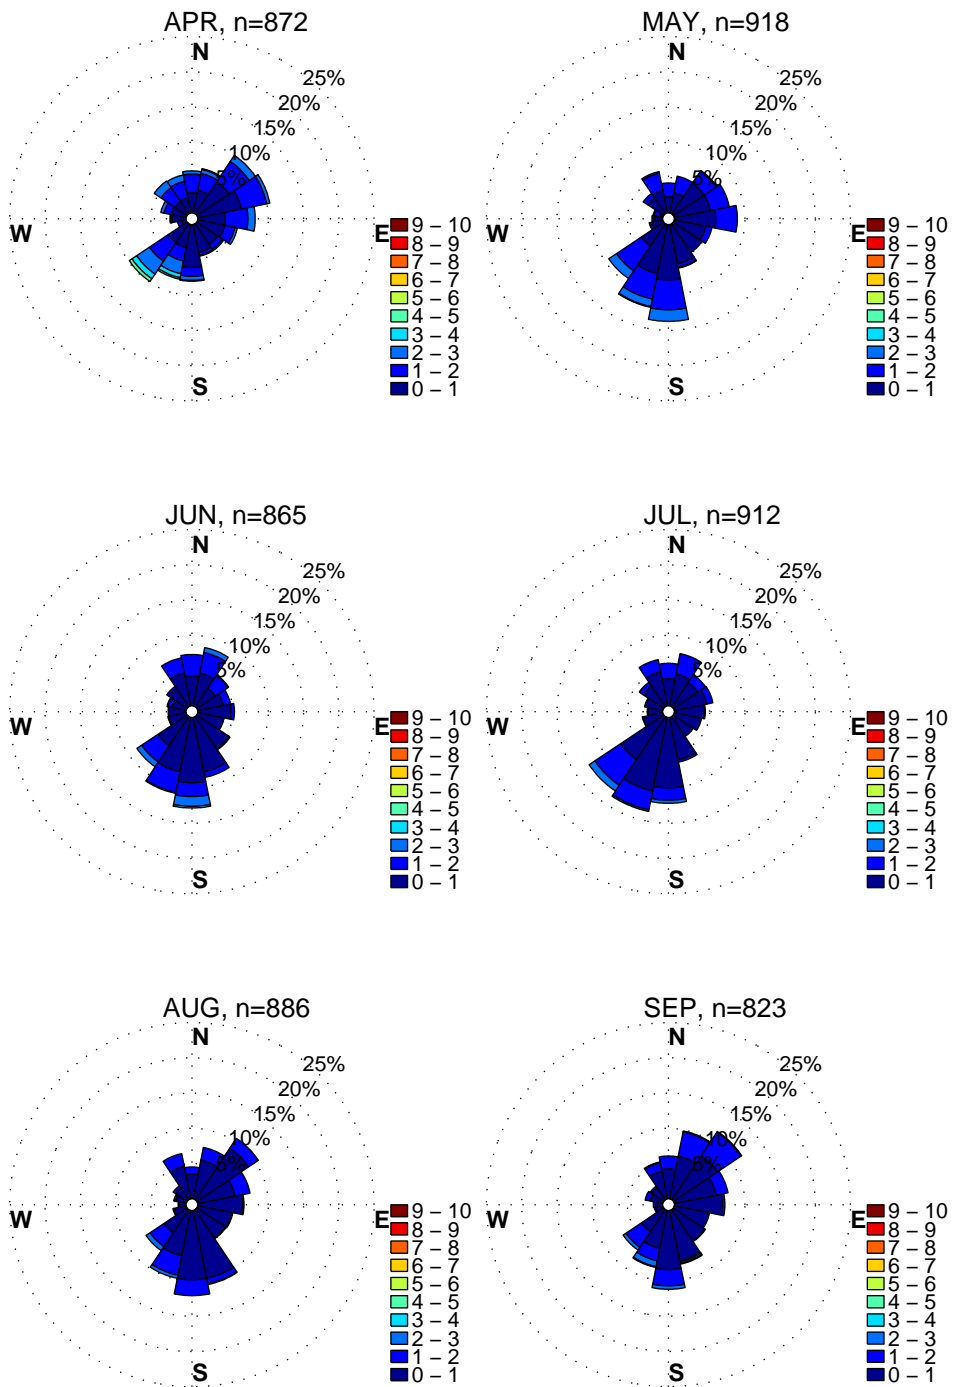 APR, n=872
N
25%
20%
15%
10%
5%
W
E
S
9 – 10
8 – 9
7 – 8
6 – 7
5 – 6
4 – 5
3 – 4
2 – 3
1 – 2
0 – 1
MAY, n=918
N
25%
20%
15%
10%
5%
W
E
S
9 – 10
8 – 9
7 – 8
6 – 7
5 – 6
4 – 5
3 – 4
2 – 3
1 – 2
0 – 1
JUN, n=865
N
25%
20%
15%
10%
5%
W
E
S
9 – 10
8 – 9
7 – 8
6 – 7
5 – 6
4 – 5
3 – 4
2 – 3
1 – 2
0 – 1
JUL, n=912
N
25%
20%
15%
10%
5%
W
E
S
9 – 10
8 – 9
7 – 8
6 – 7
5 – 6
4 – 5
3 – 4
2 – 3
1 – 2
0 – 1
AUG, n=886
N
25%
20%
15%
10%
5%
W
E
S
9 – 10
8 – 9
7 – 8
6 – 7
5 – 6
4 – 5
3 – 4
2 – 3
1 – 2
0 – 1
SEP, n=823
N
25%
20%
15%
10%
5%
W
E
S
9 – 10
8 – 9
7 – 8
6 – 7
5 – 6
4 – 5
3 – 4
2 – 3
1 – 2
0 – 1